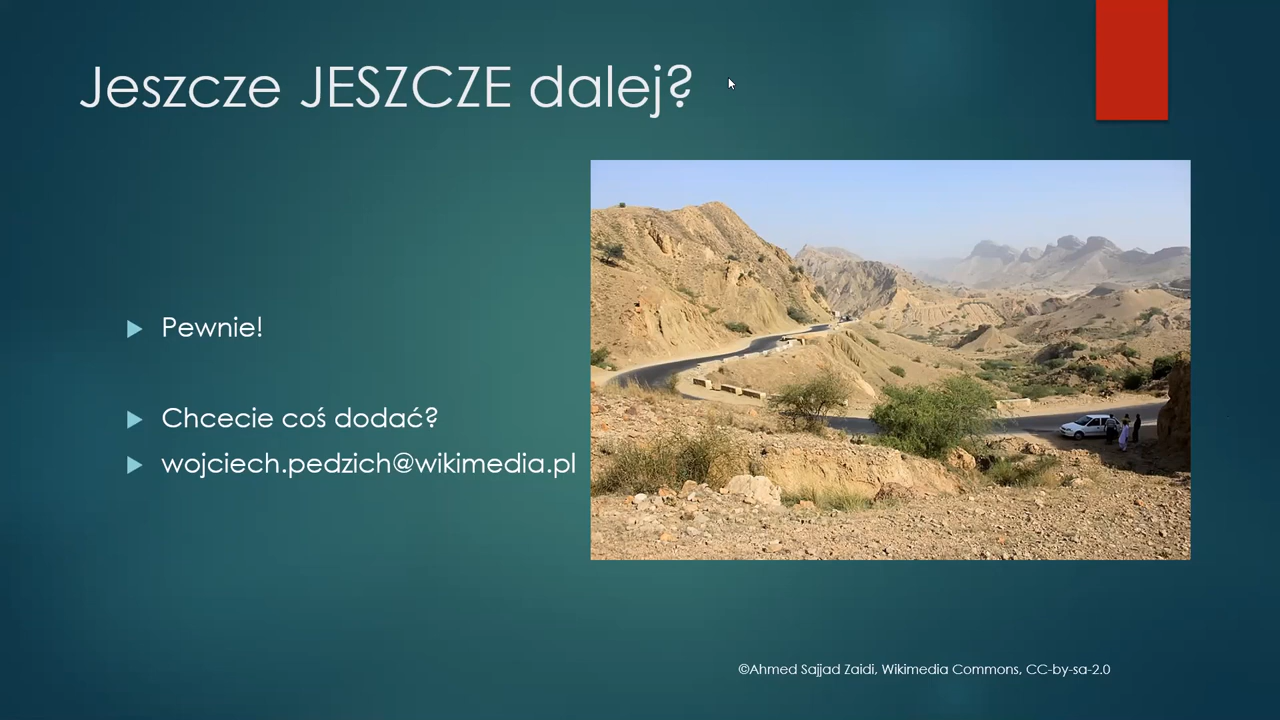 Jeszcze JESZCZE dalej?
Pewnie!
Chcecie coś dodać?
wojciech.pedzich@wikimedia.pl
©Ahmed Sajjad Zaidi, Wikimedia Commons, CC-by-sa-2.0